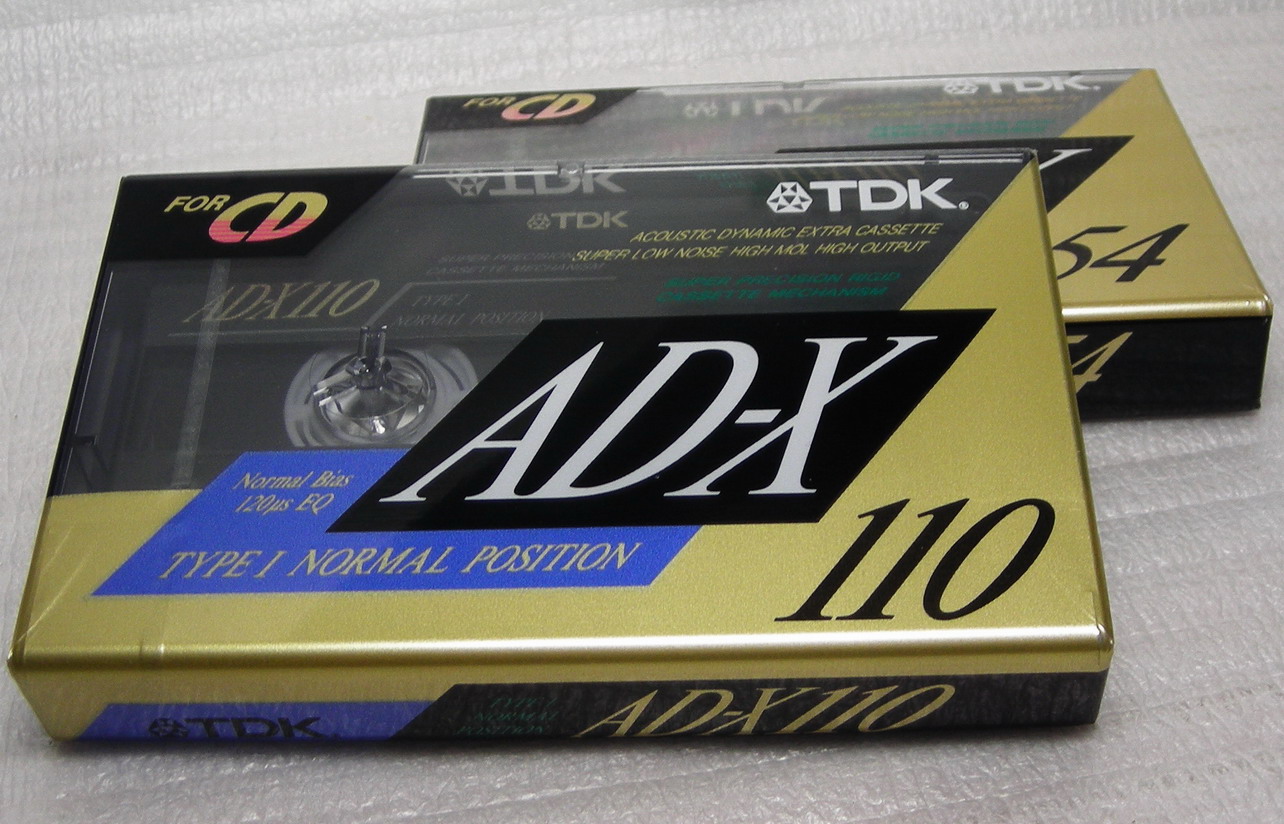 FOR CD
TDK
TDK.
54
54
FOR CD
TDK
TDK.
TDK
ACOUSTIC DYNAMIC EXTRA CASSETTE
SUPER LOW NOISE HIGH MOL HIGH OUTPUT
SUPER PRECISION
CASSETTE MECHANISM
SUPER PRECISION RIGID
CASSETTE MECHANISM
AD-X110
TYPE I
NORMAL POSITION
AD-X
Normal Bias
120µs EQ
TYPE I NORMAL POSITION
110
TDK
TYPE I
NORMAL
POSITION
AD-X110